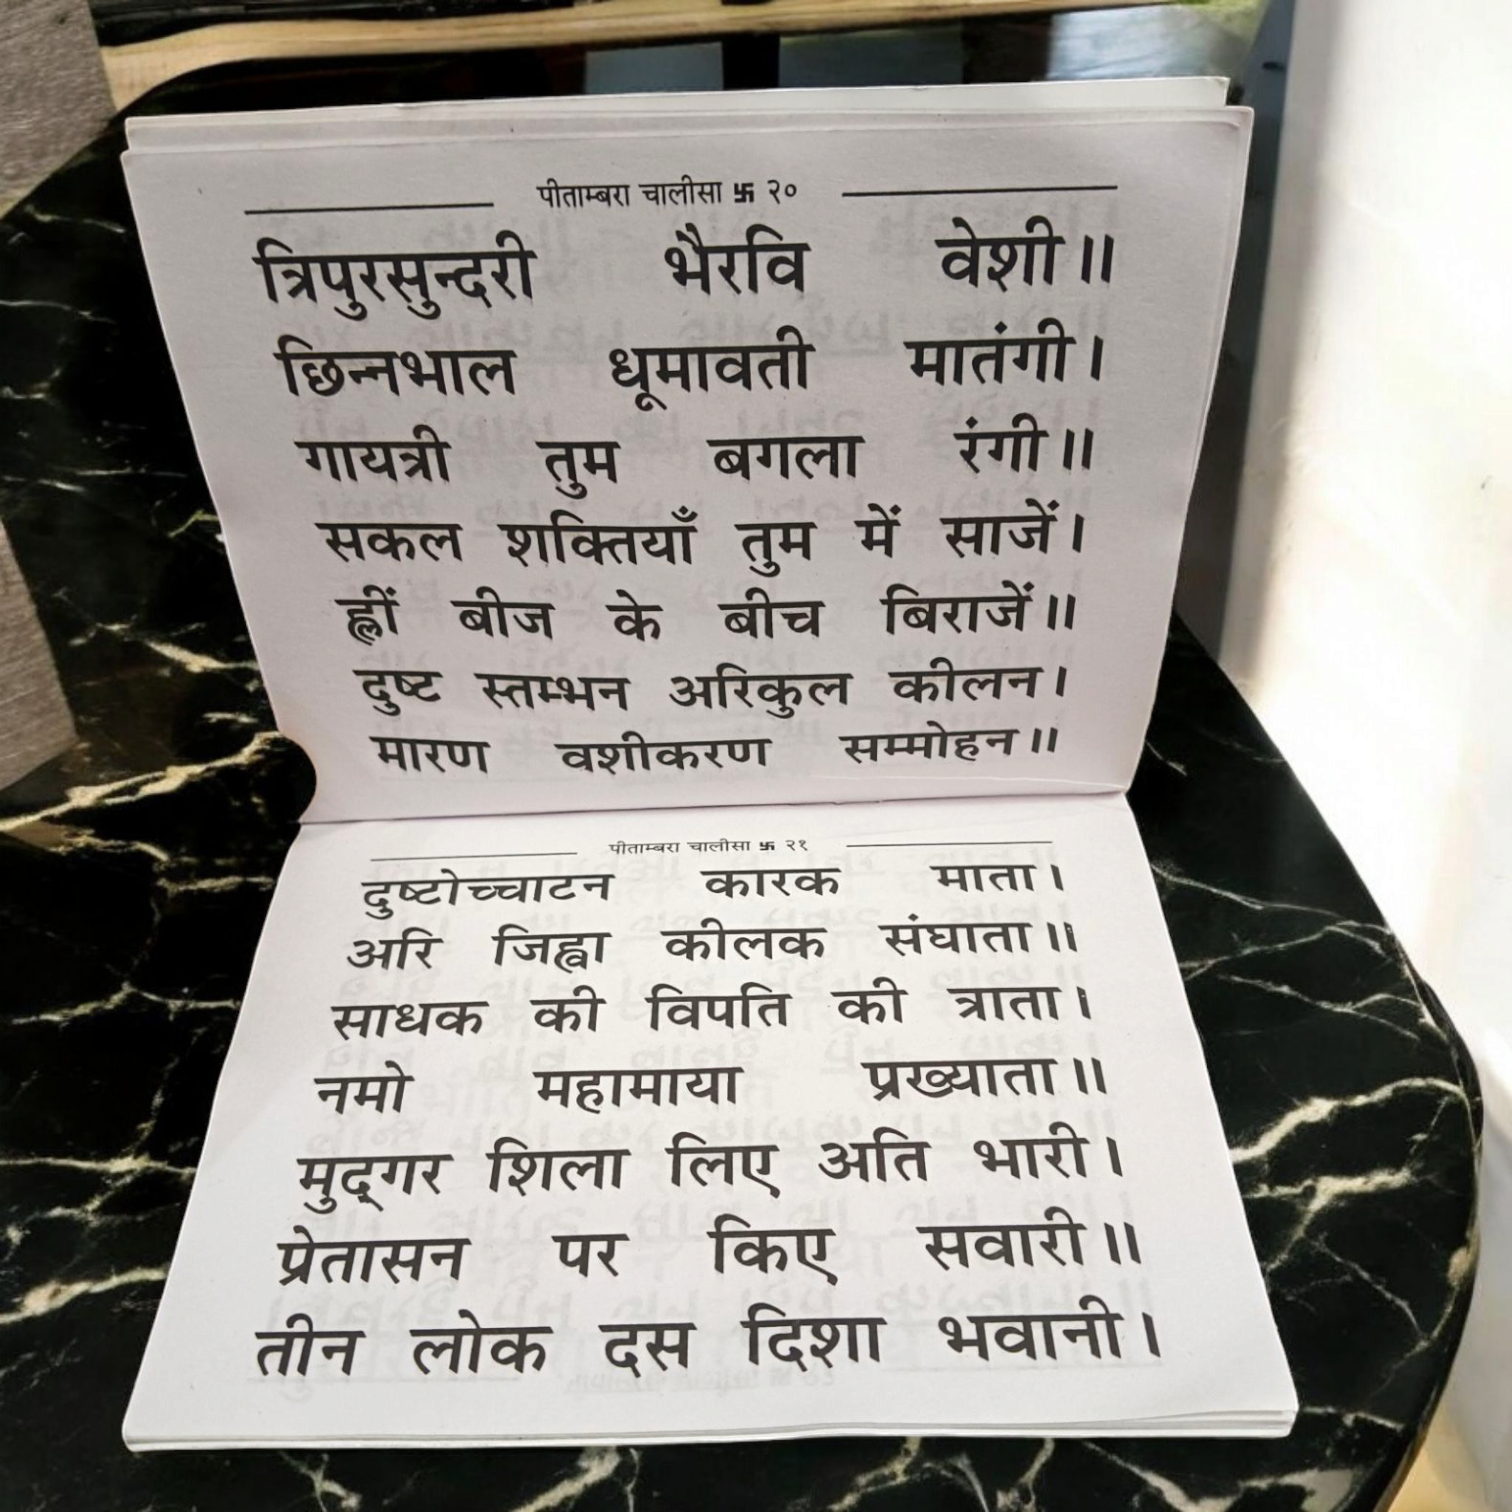 पीताम्बरा चालीसा 卐 २०
त्रिपुरसुन्दरी भैरवि वेशी॥
छिन्नभाल धूमावती मातंगी।
गायत्री तुम बगला रंगी॥
सकल शक्तियाँ तुम में साजें।
ह्लीं बीज के बीच बिराजें॥
दुष्ट स्तम्भन अरिकुल कीलन।
मारण वशीकरण सम्मोहन॥
पीताम्बरा चालीसा 卐 २१
दुष्टोच्चाटन कारक माता।
अरि जिह्वा कीलक संघाता॥
साधक की विपति की त्राता।
नमो महामाया प्रख्याता॥
मुद्‌गर शिला लिए अति भारी।
प्रेतासन पर किए सवारी॥
तीन लोक दस दिशा भवानी।